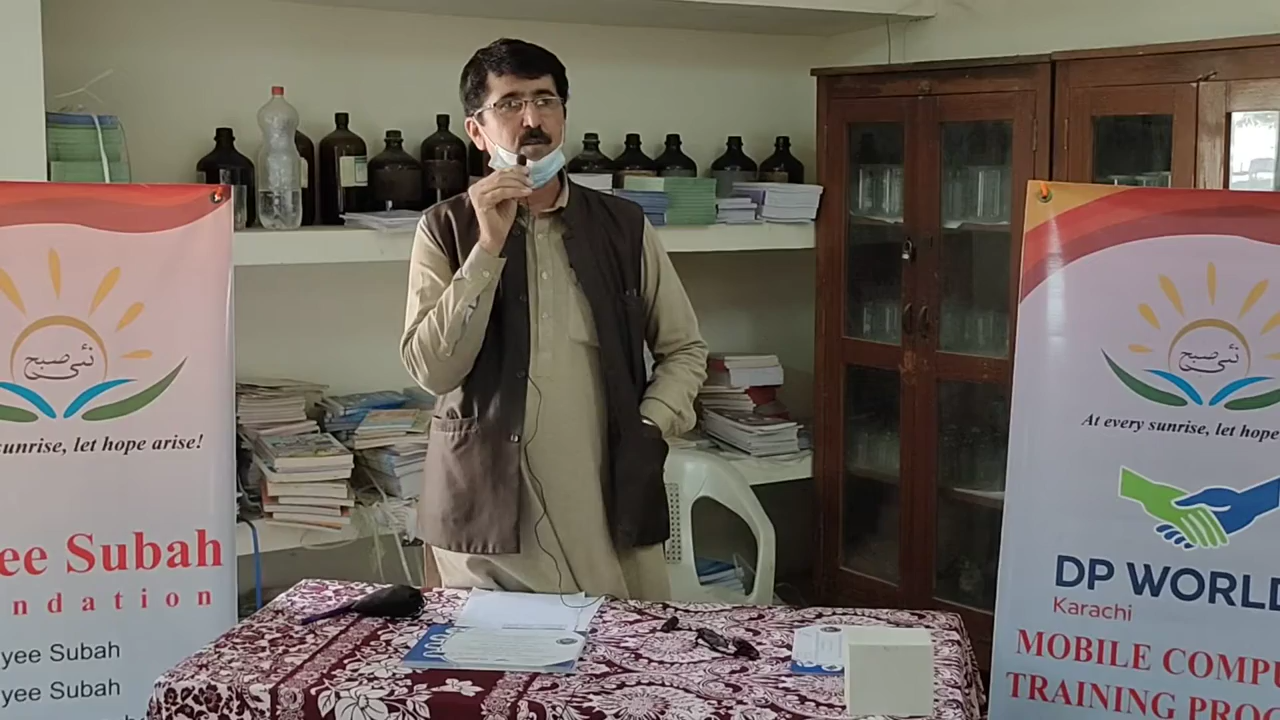 نئی صبح
sunrise, let hope arise!
yee Subah
ndation
yee Subah
yee Subah
نئی صبح
At every sunrise, let hope
DP WORLD
Karachi
MOBILE COMPU
TRAINING PROG